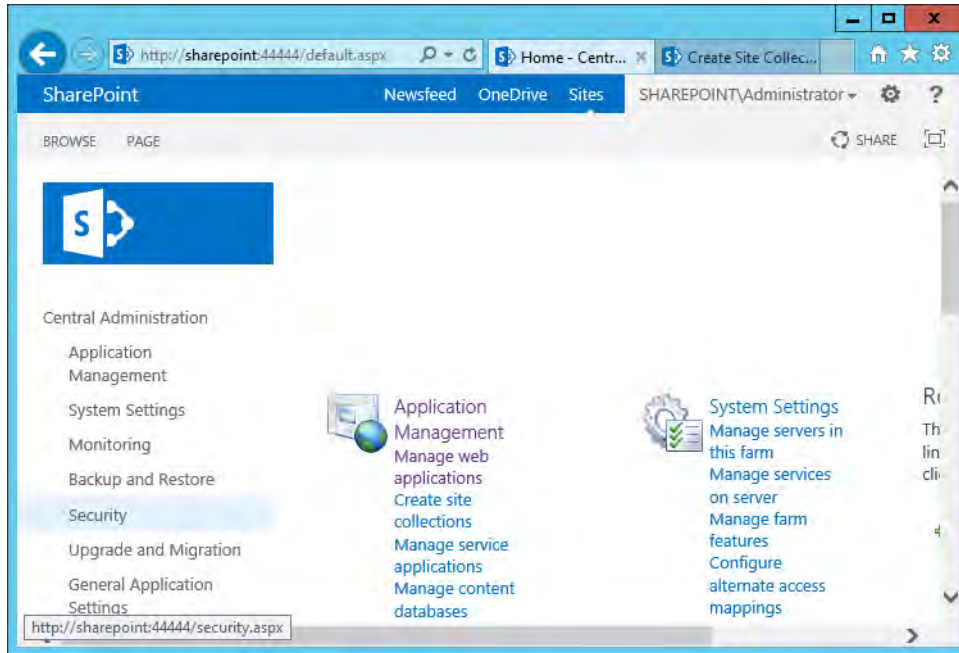 http://sharepoint:44444/default.aspx
Home - Centr...
Create Site Collec...
SharePoint
Newsfeed OneDrive Sites
SHAREPOINT\Administrator
?
BROWSE PAGE
SHARE
S
Central Administration
Application
Management
System Settings
Monitoring
Backup and Restore
Security
Upgrade and Migration
General Application
Settings
http://sharepoint:44444/security.aspx
Application
Management
Manage web
applications
Create site
collections
Manage service
applications
Manage content
databases
System Settings
Manage servers in
this farm
Manage services
on server
Manage farm
features
Configure
alternate access
mappings
Th
lin